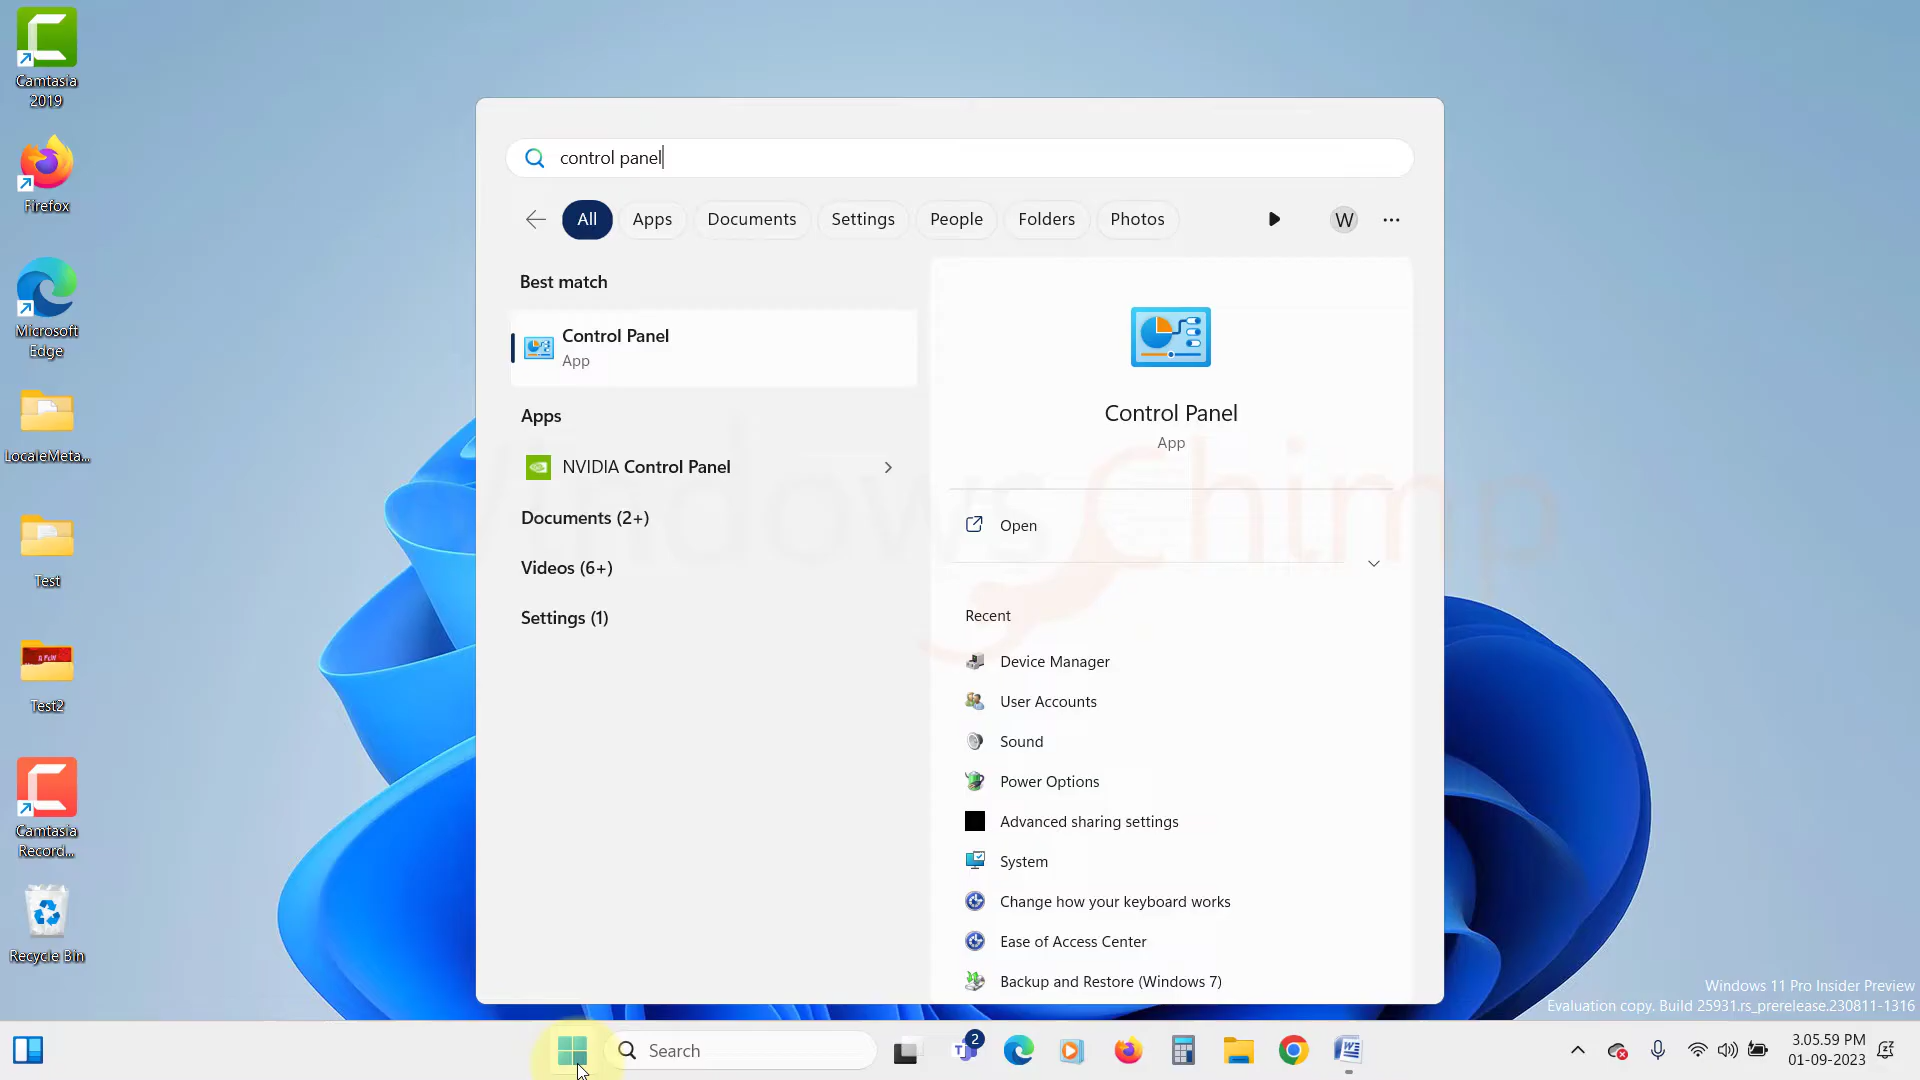 Camtasia
2019
Firefox
Microsoft
Edge
LocaleMeta...
Test
Test2
Camtasia
Record...
Recycle Bin
control panel
All
Apps
Documents
Settings
People
Folders
Photos
W
Best match
Control Panel
App
Apps
NVIDIA Control Panel
Documents (2+)
Videos (6+)
Settings (1)
Control Panel
App
Open
Recent
Device Manager
User Accounts
Sound
Power Options
Advanced sharing settings
System
Change how your keyboard works
Ease of Access Center
Backup and Restore (Windows 7)
Windows Chimp
Windows 11 Pro Insider Preview
Evaluation copy. Build 25931.rs_prerelease.230811-1316
Search
2
3.05.59 PM
01-09-2023